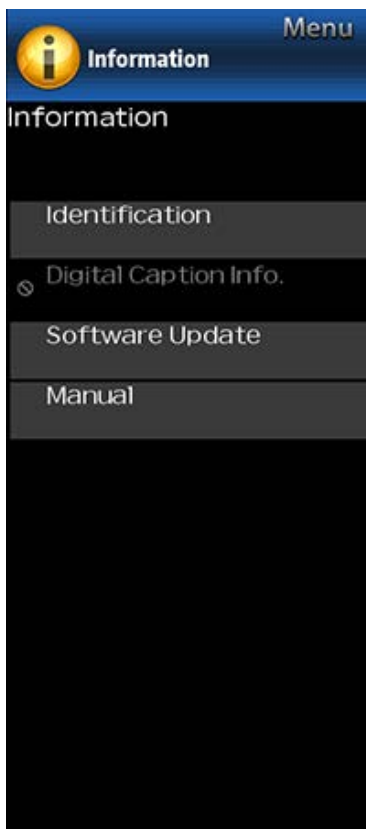 Menu
Information
Information
Identification
Digital Caption Info.
Software Update
Manual